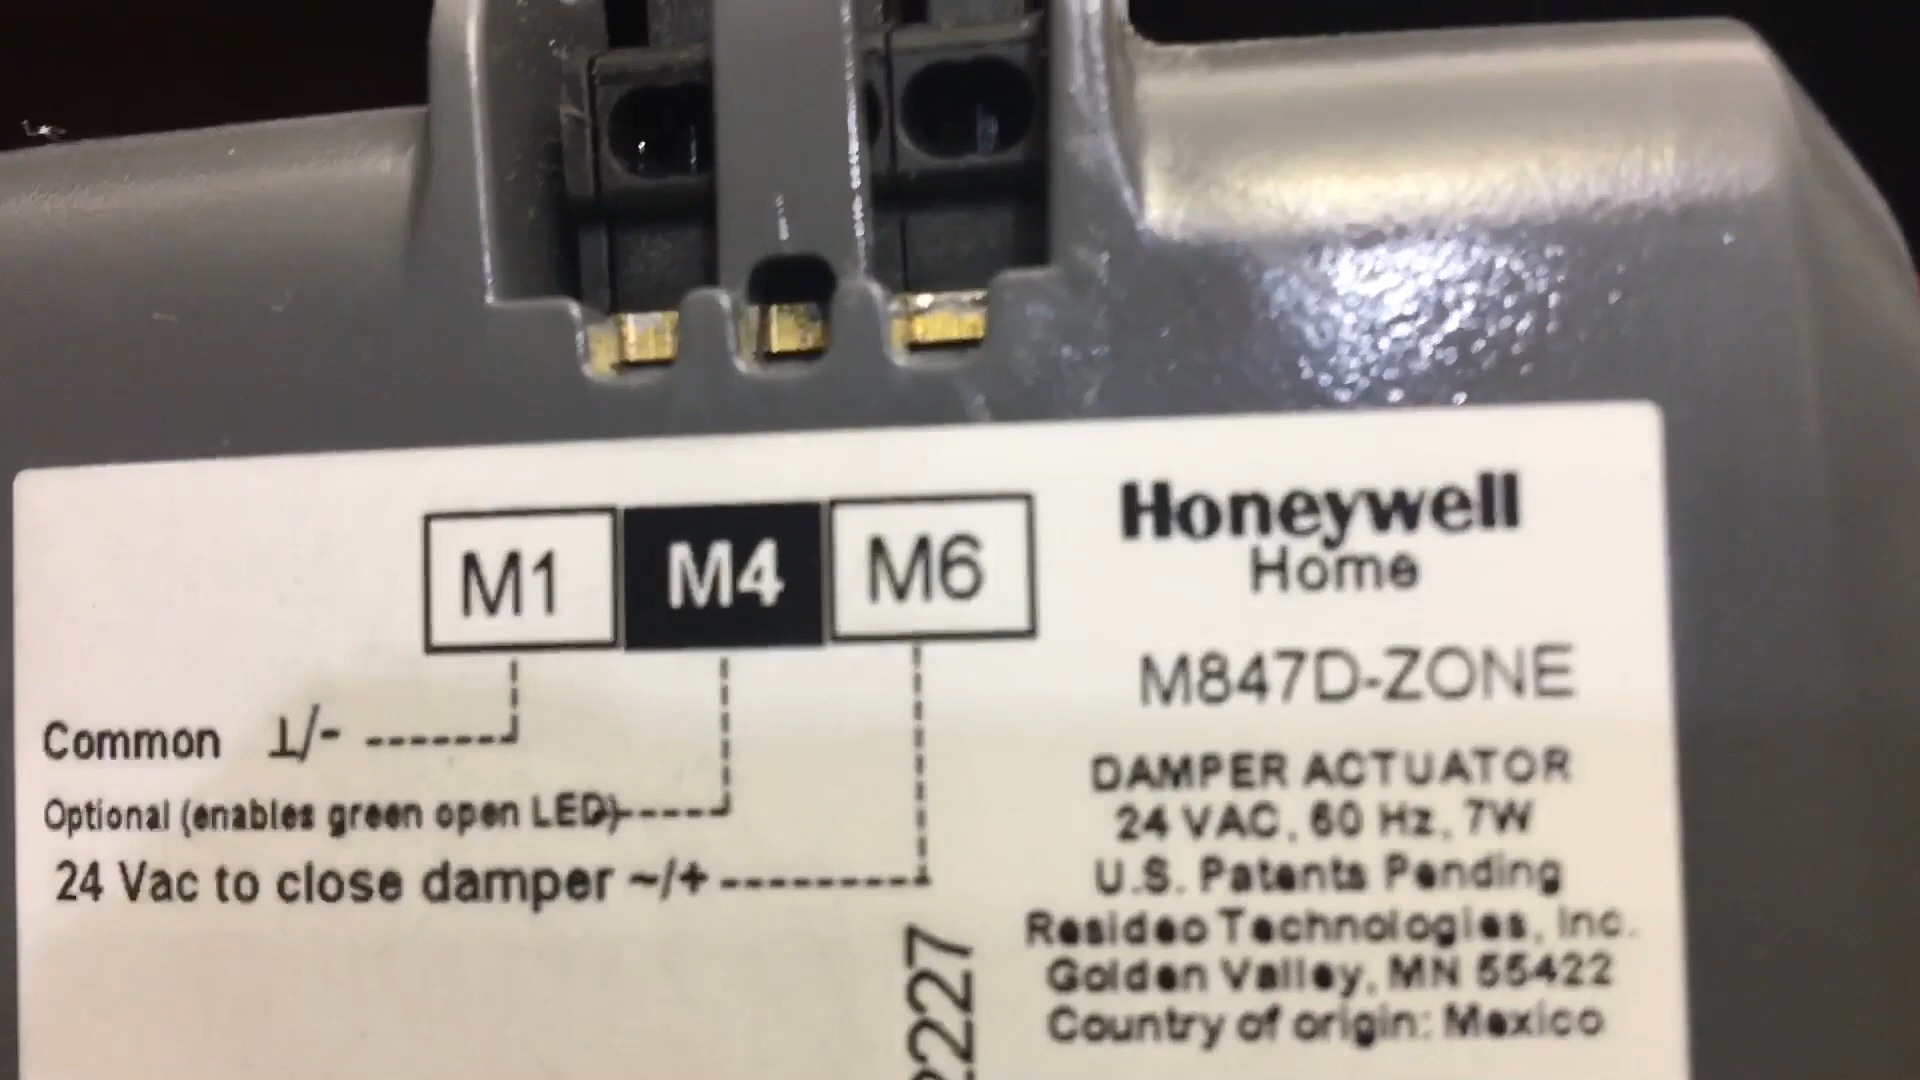 M1 M4 M6
Honeywell
Home
M847D-ZONE
Common ⊥/-
Optional (enables green open LED)
24 Vac to close damper ~/+
DAMPER ACTUATOR
24 VAC, 60 Hz, 7W
U.S. Patents Pending
Resideo Technologies, Inc.
Golden Valley, MN 55422
Country of origin: Mexico
2227